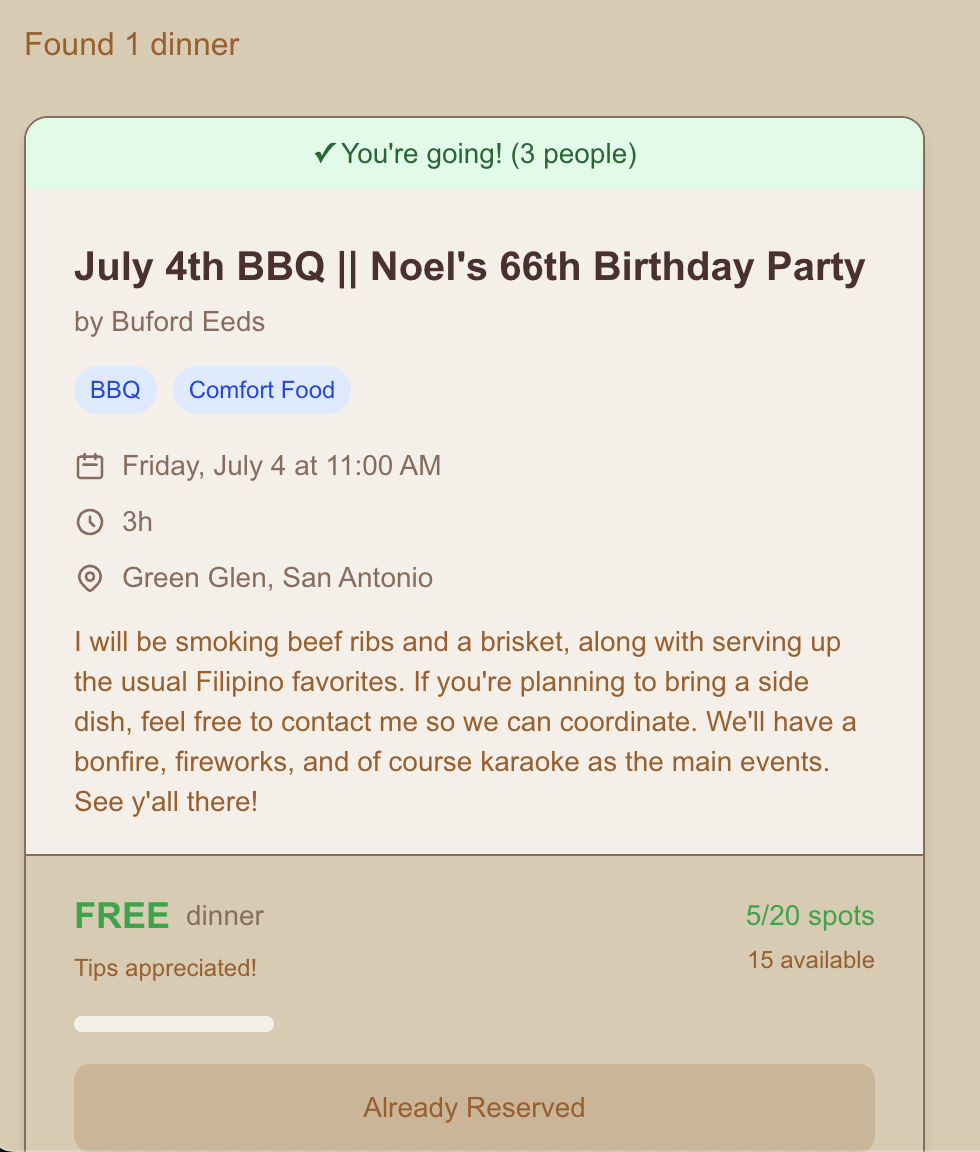 Found 1 dinner
✓You're going! (3 people)
July 4th BBQ || Noel's 66th Birthday Party
by Buford Eeds
BBQ Comfort Food
Friday, July 4 at 11:00 AM
3h
Green Glen, San Antonio
I will be smoking beef ribs and a brisket, along with serving up
the usual Filipino favorites. If you're planning to bring a side
dish, feel free to contact me so we can coordinate. We'll have a
bonfire, fireworks, and of course karaoke as the main events.
See y'all there!
FREE dinner 5/20 spots
Tips appreciated! 15 available
Already Reserved